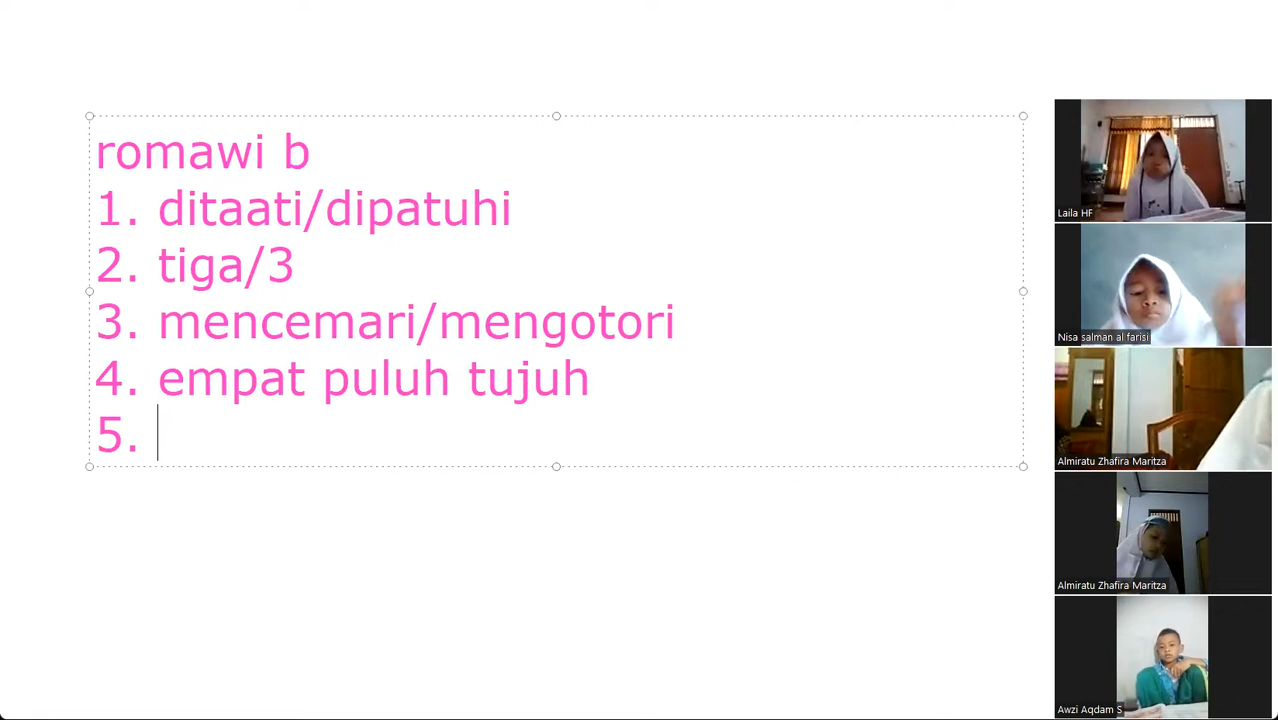 romawi b
1. ditaati/dipatuhi
2. tiga/3
3. mencemari/mengotori
4. empat puluh tujuh
5.
Laila HF
Nisa salman al farisi
Almiratu Zhafira Maritza
Almiratu Zhafira Maritza
Awzi Aqdam S